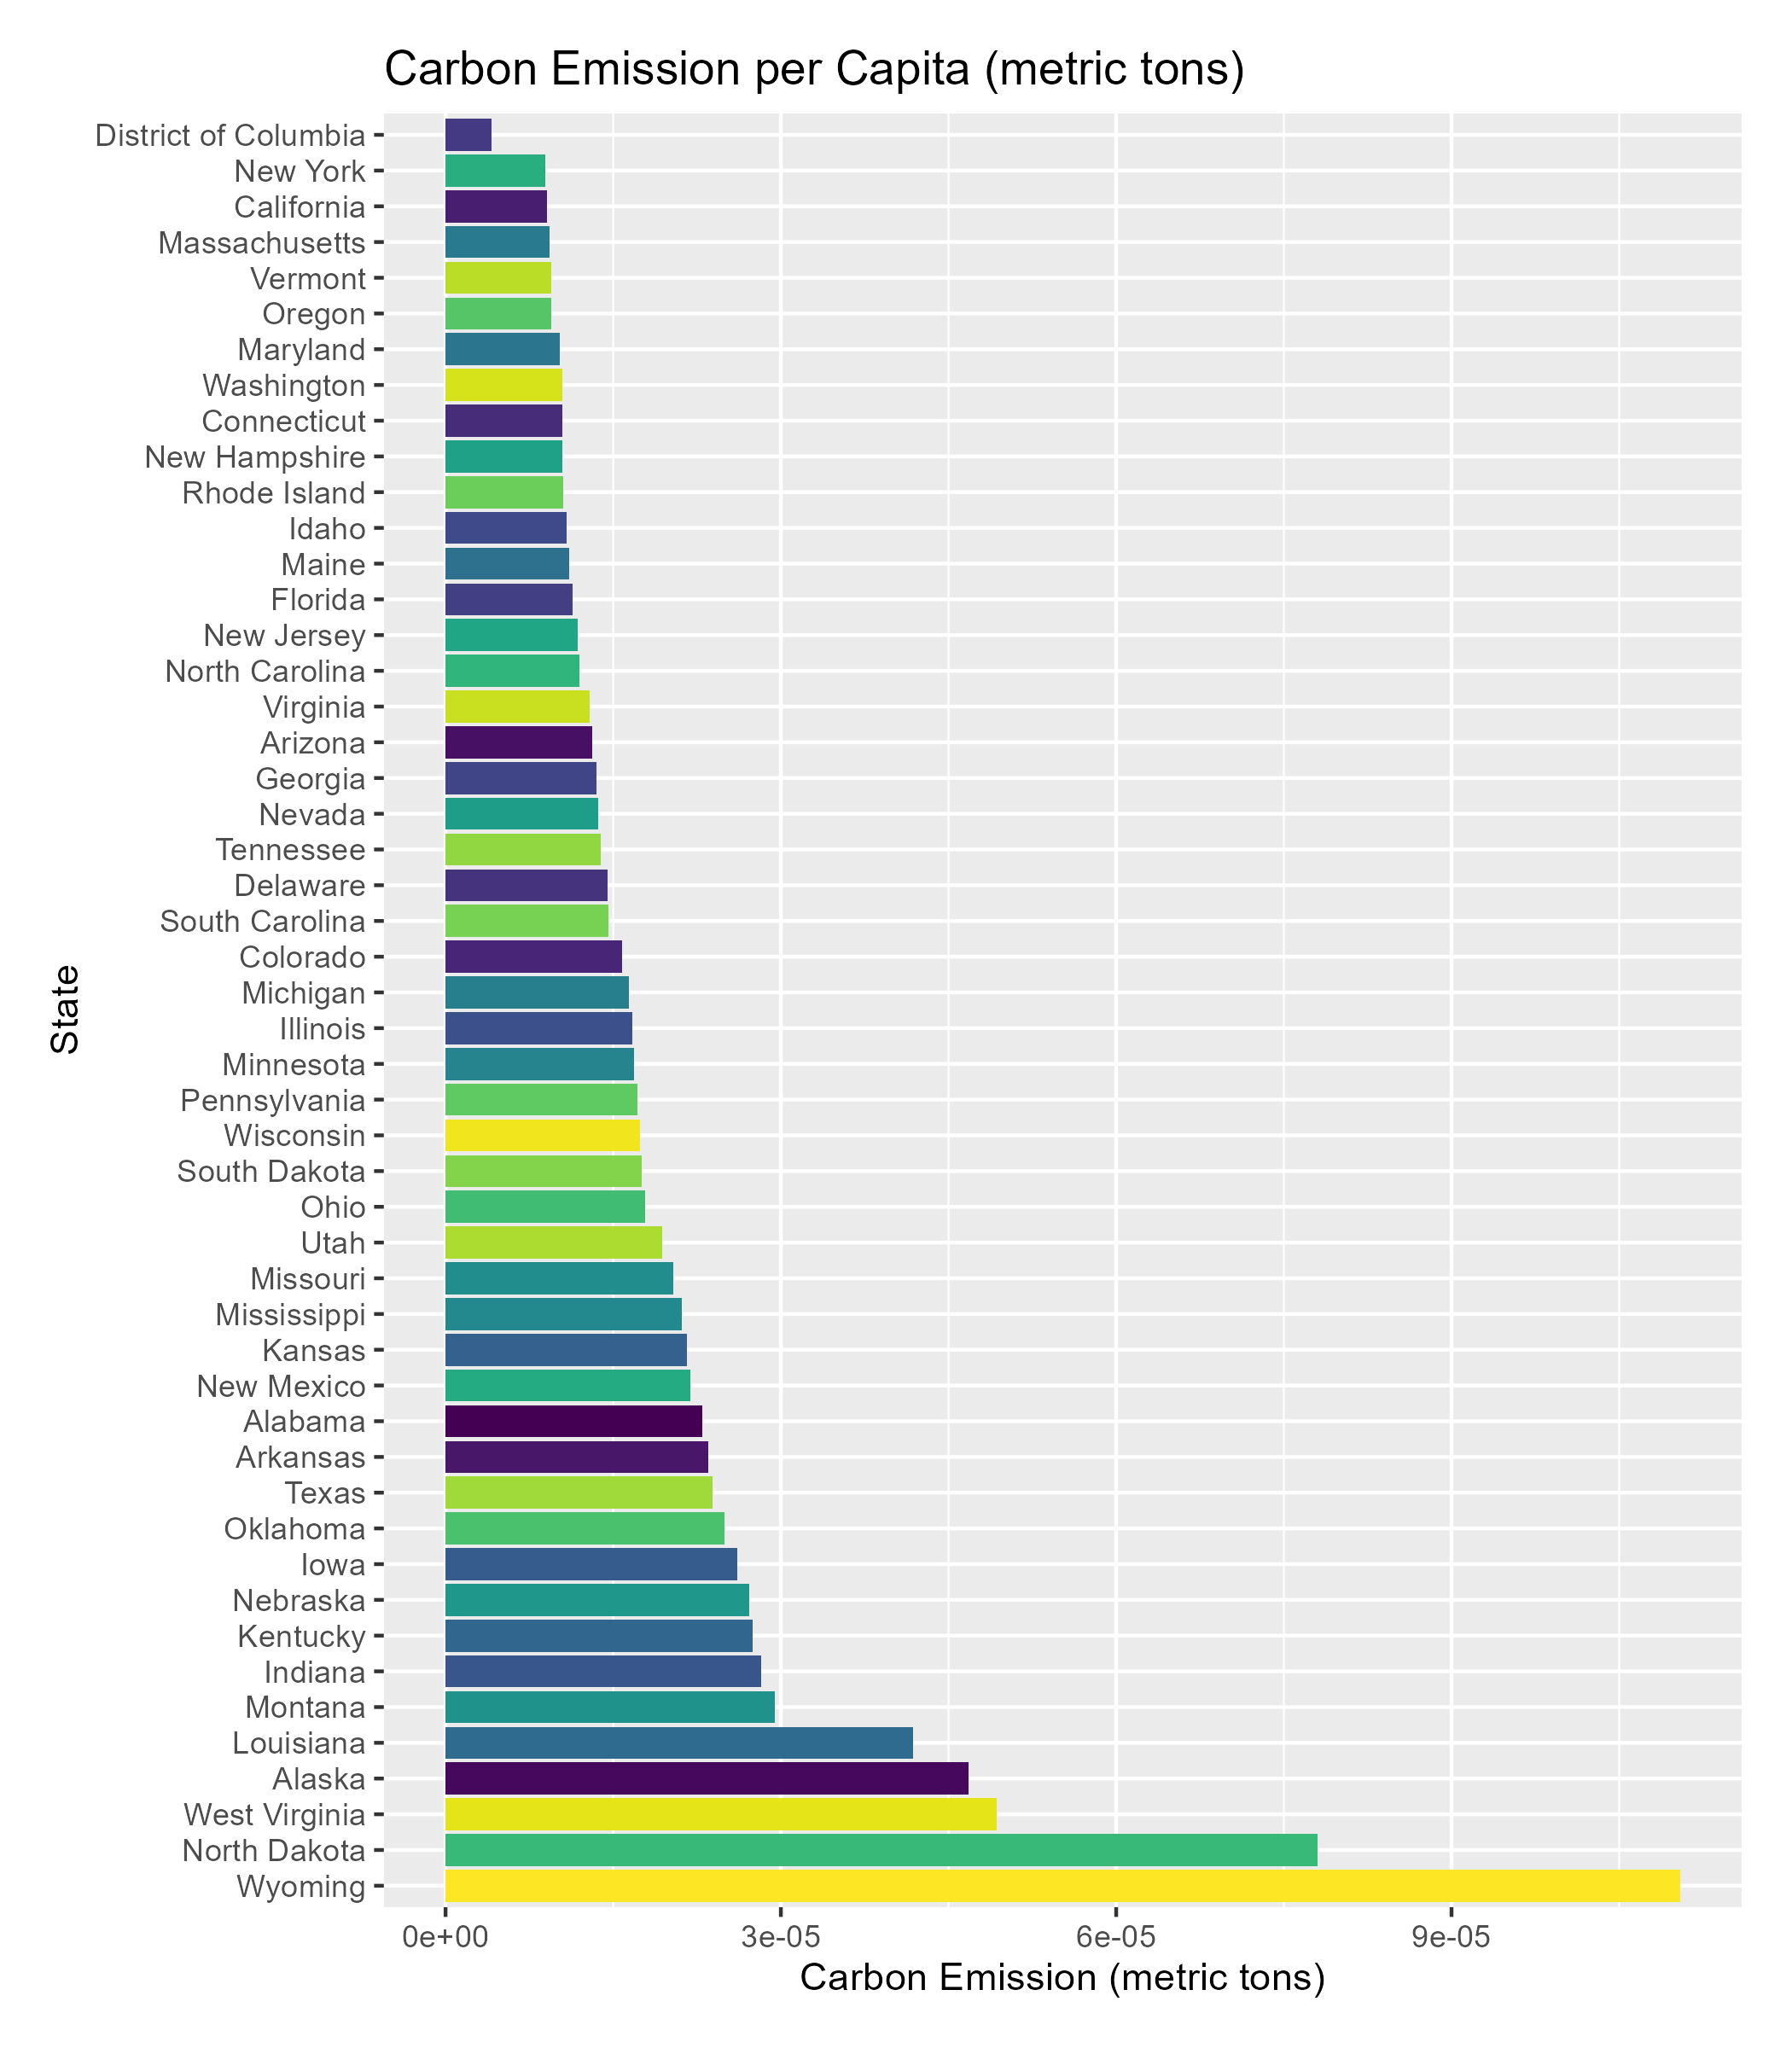 Carbon Emission per Capita (metric tons)
District of Columbia
New York
California
Massachusetts
Vermont
Oregon
Maryland
Washington
Connecticut
New Hampshire
Rhode Island
Idaho
Maine
Florida
New Jersey
North Carolina
Virginia
Arizona
Georgia
Nevada
Tennessee
Delaware
South Carolina
Colorado
Michigan
Illinois
Minnesota
Pennsylvania
Wisconsin
South Dakota
Ohio
Utah
Missouri
Mississippi
Kansas
New Mexico
Alabama
Arkansas
Texas
Oklahoma
Iowa
Nebraska
Kentucky
Indiana
Montana
Louisiana
Alaska
West Virginia
North Dakota
Wyoming
State
0e+00 3e-05 6e-05 9e-05
Carbon Emission (metric tons)